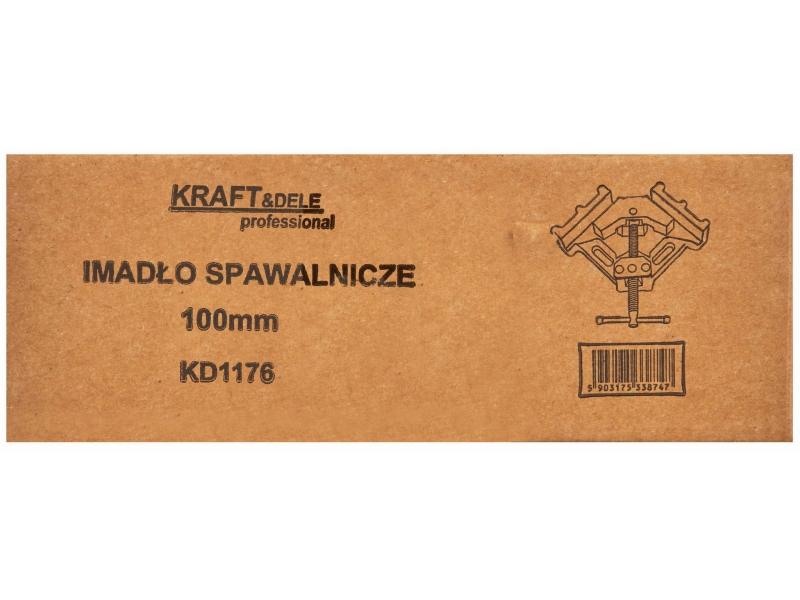 KRAFT&DELE
professional
IMADŁO SPAWALNICZE
100mm
KD1176
5 903175 338747